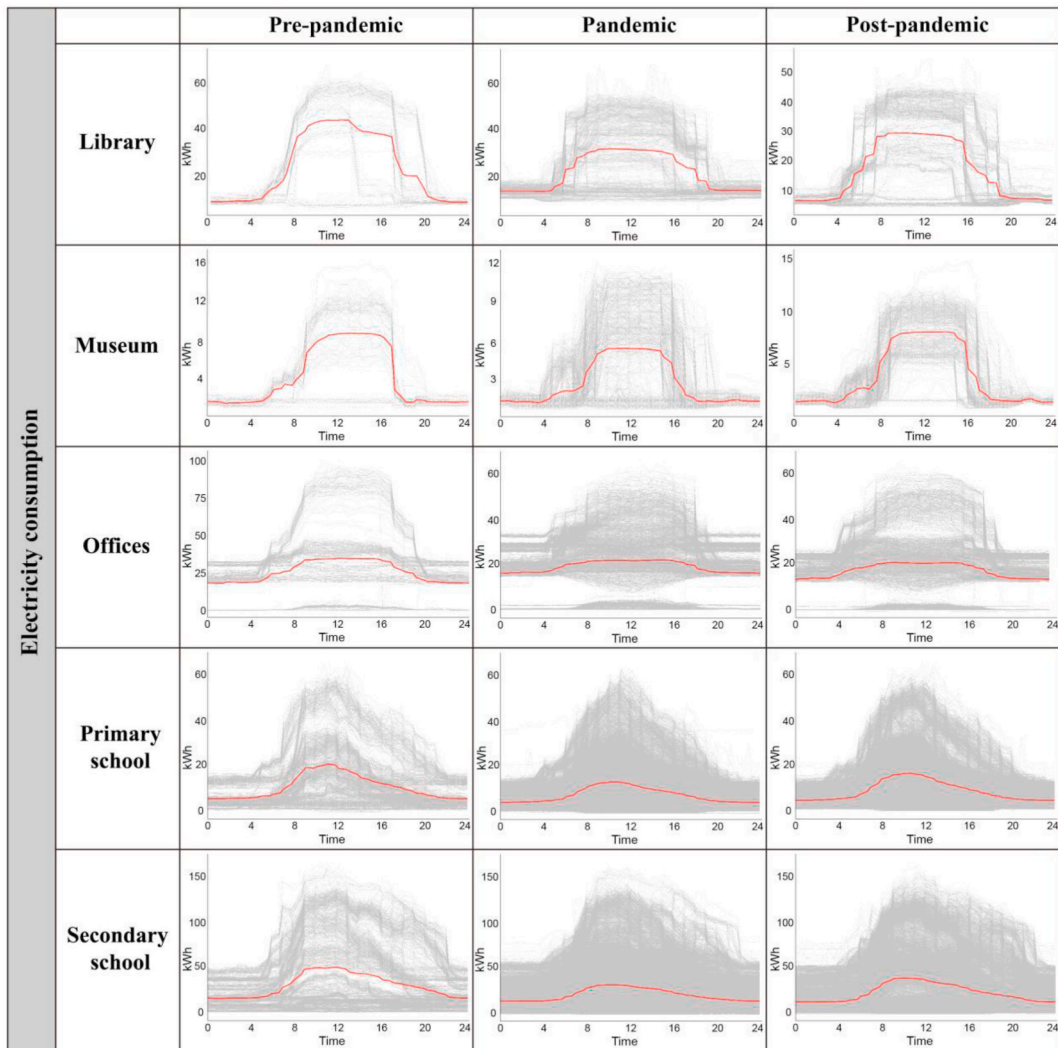 Pre-pandemic Pandemic Post-pandemic
Electricity consumption
Library
kWh
60
40
20
0 4 8 12 16 20 24
Time
kWh
60
40
20
0 4 8 12 16 20 24
Time
kWh
50
40
30
20
10
0 4 8 12 16 20 24
Time
Museum
kWh
16
12
8
4
0 4 8 12 16 20 24
Time
kWh
12
9
6
3
0 4 8 12 16 20 24
Time
kWh
15
10
5
0 4 8 12 16 20 24
Time
Offices
kWh
100
75
50
25
0
0 4 8 12 16 20 24
Time
kWh
60
40
20
0
0 4 8 12 16 20 24
Time
kWh
60
40
20
0
0 4 8 12 16 20 24
Time
Primary
school
kWh
60
40
20
0
0 4 8 12 16 20 24
Time
kWh
60
40
20
0
0 4 8 12 16 20 24
Time
kWh
60
40
20
0
0 4 8 12 16 20 24
Time
Secondary
school
kWh
150
100
50
0
0 4 8 12 16 20 24
Time
kWh
150
100
50
0
0 4 8 12 16 20 24
Time
kWh
150
100
50
0
0 4 8 12 16 20 24
Time